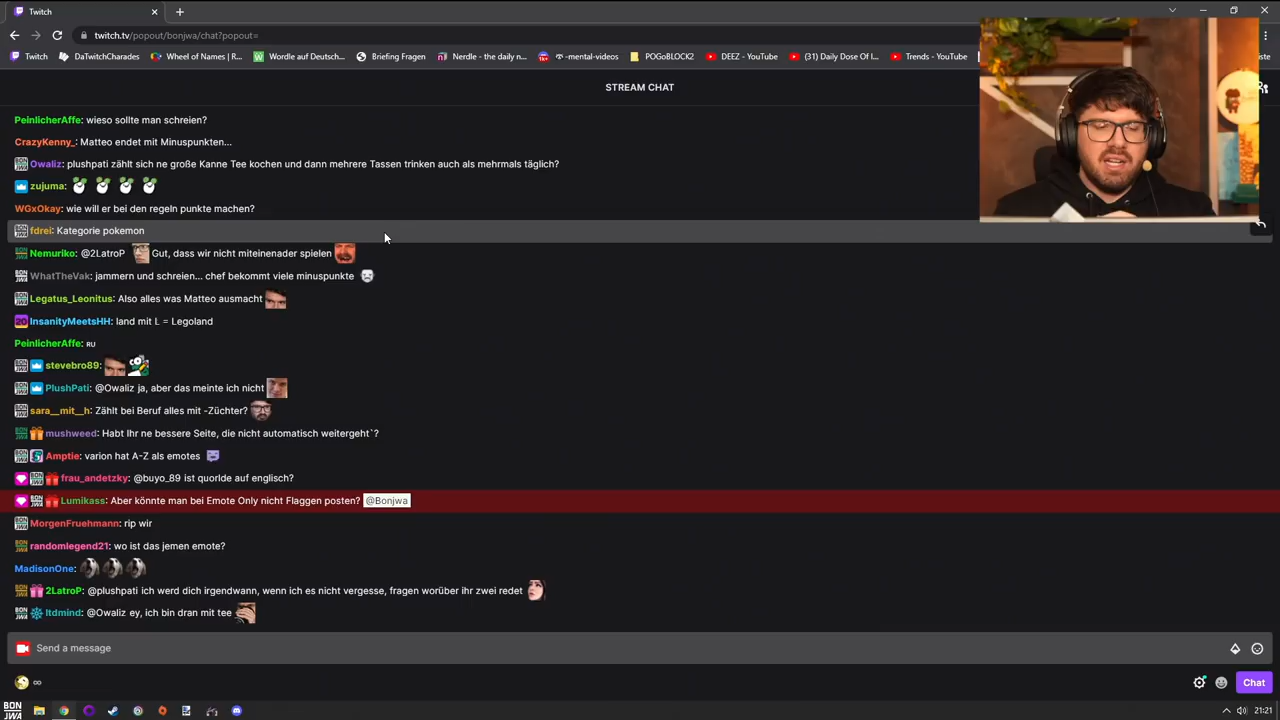 Twitch
twitch.tv/popout/bonjwa/chat?popout=
Twitch DaTwitchCharades Wheel of Names | R... Wordle auf Deutsch... Briefing Fragen Nerdle - the daily n... -mental-videos POGoBLOCK2 DEEZ - YouTube (31) Daily Dose Of I... Trends - YouTube
STREAM CHAT
PeinlicherAffe: wieso sollte man schreien?
CrazyKenny_: Matteo endet mit Minuspunkten...
Owaliz: plushpati zählt sich ne große Kanne Tee kochen und dann mehrere Tassen trinken auch als mehrmals täglich?
zujuma:
WGxOkay: wie will er bei den regeln punkte machen?
fdrei: Kategorie pokemon
Nemuriko: @2LatroP Gut, dass wir nicht miteinenader spielen
WhatTheVak: jammern und schreien... chef bekommt viele minuspunkte
Legatus_Leonitus: Also alles was Matteo ausmacht
20 InsanityMeetsHH: land mit L = Legoland
PeinlicherAffe: RU
stevebro89:
PlushPati: @Owaliz ja, aber das meinte ich nicht
sara__mit__h: Zählt bei Beruf alles mit -Züchter?
mushweed: Habt Ihr ne bessere Seite, die nicht automatisch weitergeht`?
Amptie: varion hat A-Z als emotes
frau_andetzky: @buyo_89 ist quorlde auf englisch?
Lumikass: Aber könnte man bei Emote Only nicht Flaggen posten? @Bonjwa
MorgenFruehmann: rip wir
randomlegend21: wo ist das jemen emote?
MadisonOne:
2LatroP: @plushpati ich werd dich irgendwann, wenn ich es nicht vergesse, fragen worüber ihr zwei redet
ltdmind: @Owaliz ey, ich bin dran mit tee
Send a message
∞
Chat
BONJWA
21:21